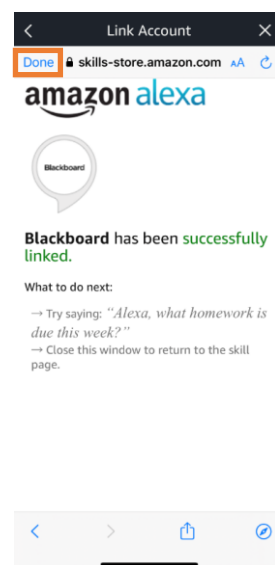 Link Account
Done skills-store.amazon.com AA
amazon alexa
Blackboard
Blackboard has been successfully
linked.
What to do next:
→ Try saying: “Alexa, what homework is
due this week?”
→ Close this window to return to the skill
page.